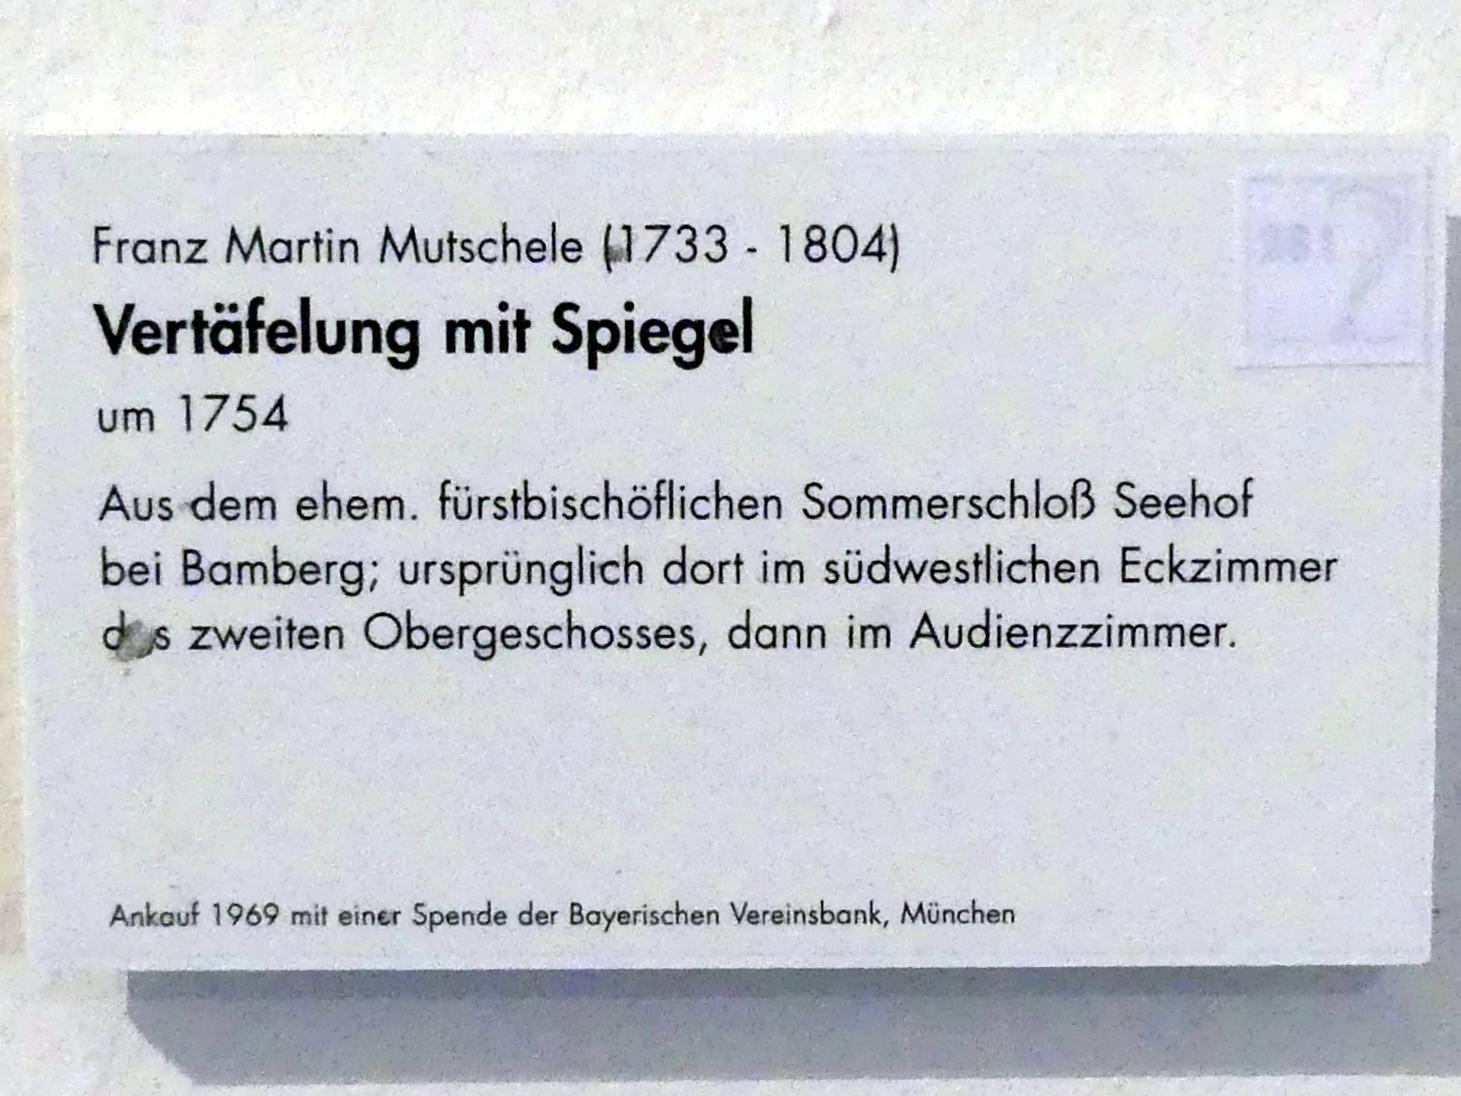 Franz Martin Mutschele (1733 - 1804)
Vertäfelung mit Spiegel
um 1754
Aus dem ehem. fürstbischöflichen Sommerschloß Seehof
bei Bamberg; ursprünglich dort im südwestlichen Eckzimmer
des zweiten Obergeschosses, dann im Audienzzimmer.
Ankauf 1969 mit einer Spende der Bayerischen Vereinsbank, München